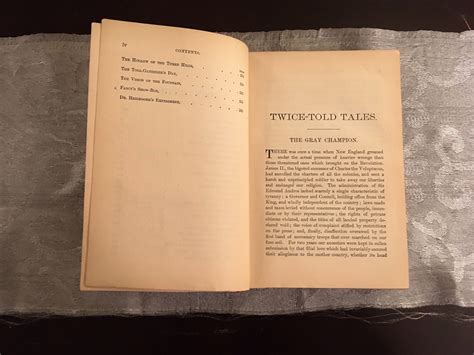 IV CONTENTS.
THE HOLLOW OF THE THREE HILLS,
THE TOLL-GATHERER'S DAY,
THE VISION OF THE FOUNTAIN,
FANCY'S SHOW-BOX,
DR. HEIDEGGER'S EXPERIMENT,
TWICE-TOLD TALES.
THE GRAY CHAMPION.
THERE was once a time when New England groaned
under the actual pressure of heavier wrongs than
those threatened ones which brought on the Revolution.
James II., the bigoted successor of Charles the Voluptuous,
had annulled the charters of all the colonies, and sent a
harsh and unprincipled soldier to take away our liberties
and endanger our religion. The administration of Sir
Edmund Andros lacked scarcely a single characteristic of
tyranny: a Governor and Council, holding office from the
King, and wholly independent of the country; laws made
and taxes levied without concurrence of the people, immediate
or by their representatives; the rights of private
citizens violated, and the titles of all landed property declared
void; the voice of complaint stifled by restrictions
on the press; and, finally, disaffection overawed by the
first band of mercenary troops that ever marched on our
free soil. For two years our ancestors were kept in sullen
submission by that filial love which had invariably secured
their allegiance to the mother country, whether its head